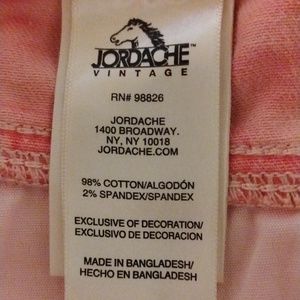 JORDACHE™
VINTAGE
RN# 98826
JORDACHE
1400 BROADWAY.
NY, NY 10018
JORDACHE.COM
98% COTTON/ALGODÓN
2% SPANDEX/SPANDEX
EXCLUSIVE OF DECORATION/
EXCLUSIVO DE DECORACION
MADE IN BANGLADESH/
HECHO EN BANGLADESH